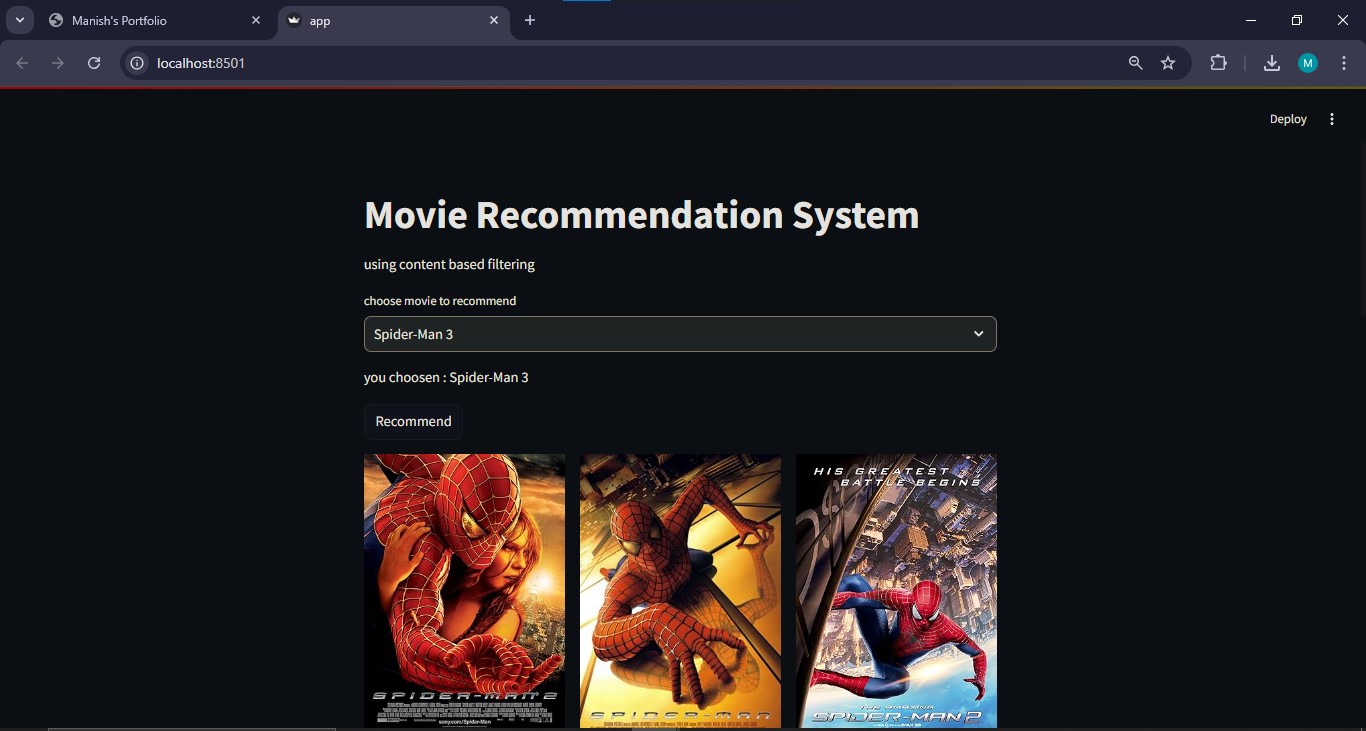 Manish's Portfolio
app
localhost:8501
M
Deploy
Movie Recommendation System
using content based filtering
choose movie to recommend
Spider-Man 3
you choosen : Spider-Man 3
Recommend
HIS GREATEST
BATTLE BEGINS
SPIDER-MAN 2
sony.com/Spider-Man
SPIDER-MAN
THE AMAZING
SPIDER-MAN 2